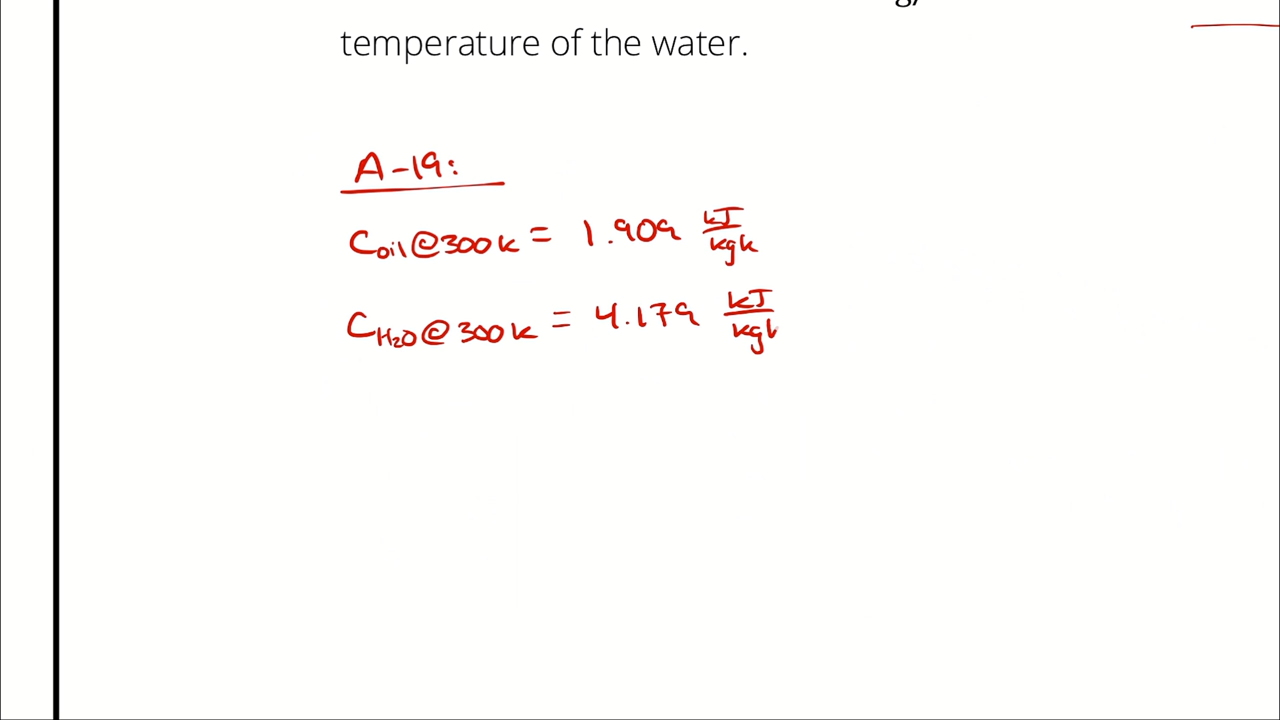 temperature of the water.
A-19:
Coil@300K = 1.909 kJ/kgK
CH₂O@300K = 4.179 kJ/kgk